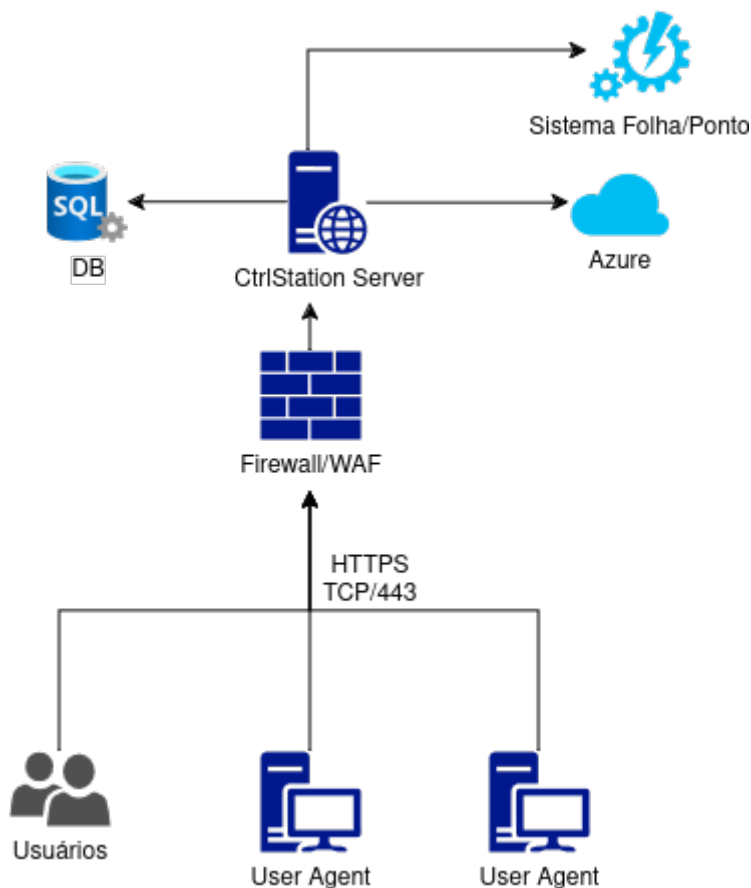 Sistema Folha/Ponto
SQL
DB
CtrlStation Server
Azure
Firewall/WAF
HTTPS
TCP/443
Usuários
User Agent
User Agent